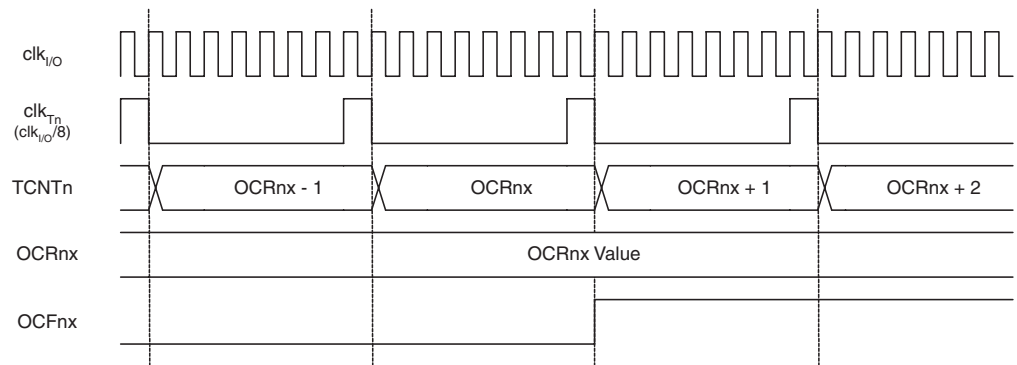 clkI/O
clkTn
(clkI/O/8)
TCNTn
OCRnx - 1
OCRnx
OCRnx + 1
OCRnx + 2
OCRnx
OCRnx Value
OCFnx